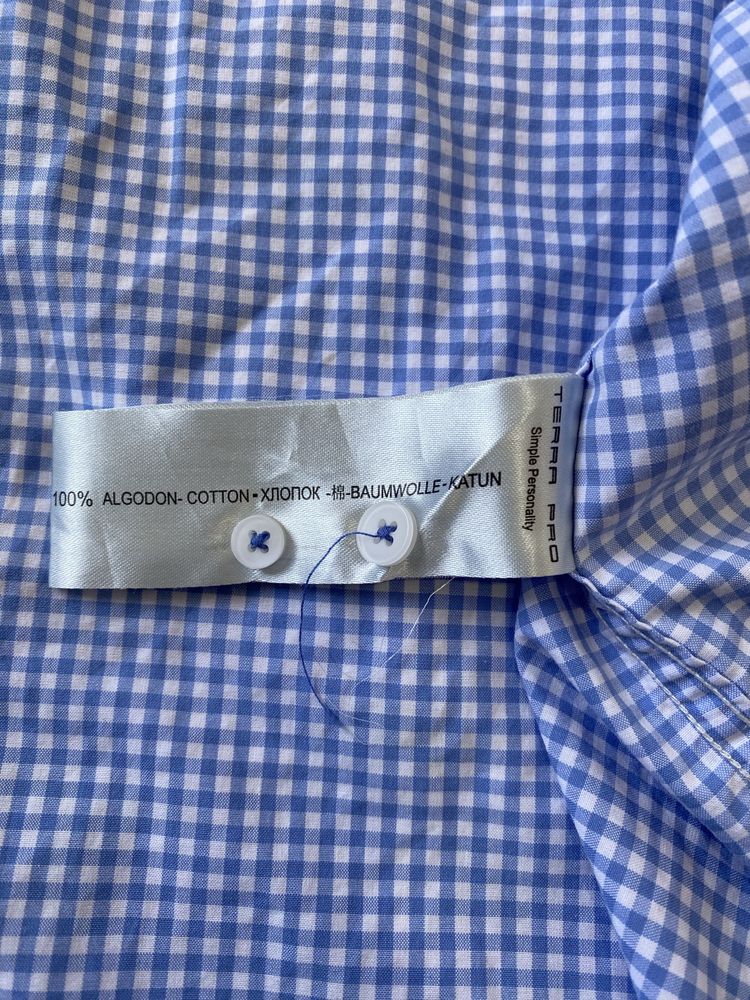 100% ALGODON- COTTON-ХЛОПОК -棉-BAUMWOLLE-KATUN
TERRA PRO
Simple Personality